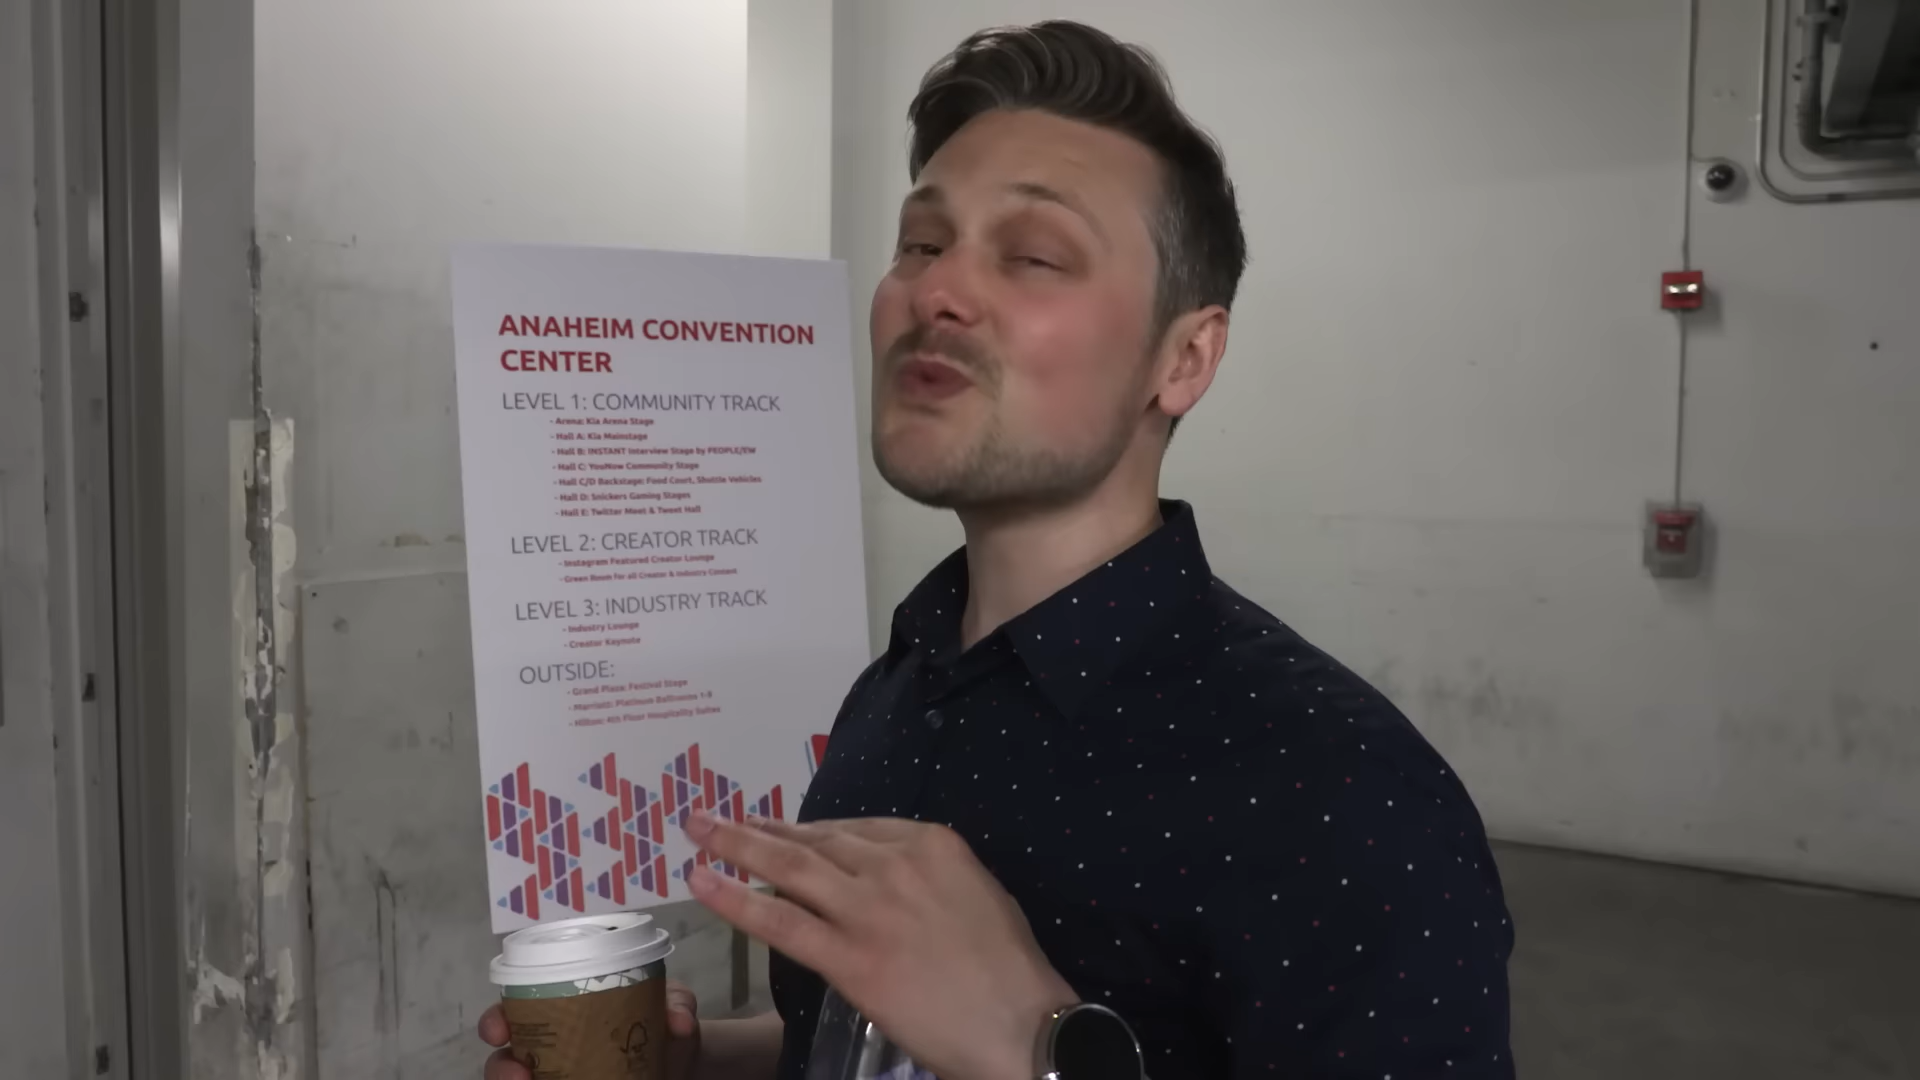 ANAHEIM CONVENTION
CENTER
LEVEL 1: COMMUNITY TRACK
- Arena: Kia Arena Stage
- Hall A: Kia Mainstage
- Hall B: INSTANT Interview Stage by PEOPLE/EW
- Hall C: YouNow Community Stage
- Hall C/D Backstage: Food Court, Shuttle Vehicles
- Hall D: Snickers Gaming Stages
- Hall E: Twitter Meet & Tweet Hall
LEVEL 2: CREATOR TRACK
- Instagram Featured Creator Lounge
- Green Room for all Creator & Industry Content
LEVEL 3: INDUSTRY TRACK
- Industry Lounge
- Creator Keynote
OUTSIDE:
- Grand Plaza: Festival Stage
- Marriott: Platinum Ballrooms 1-5
- Hilton: 4th Floor Hospitality Suites